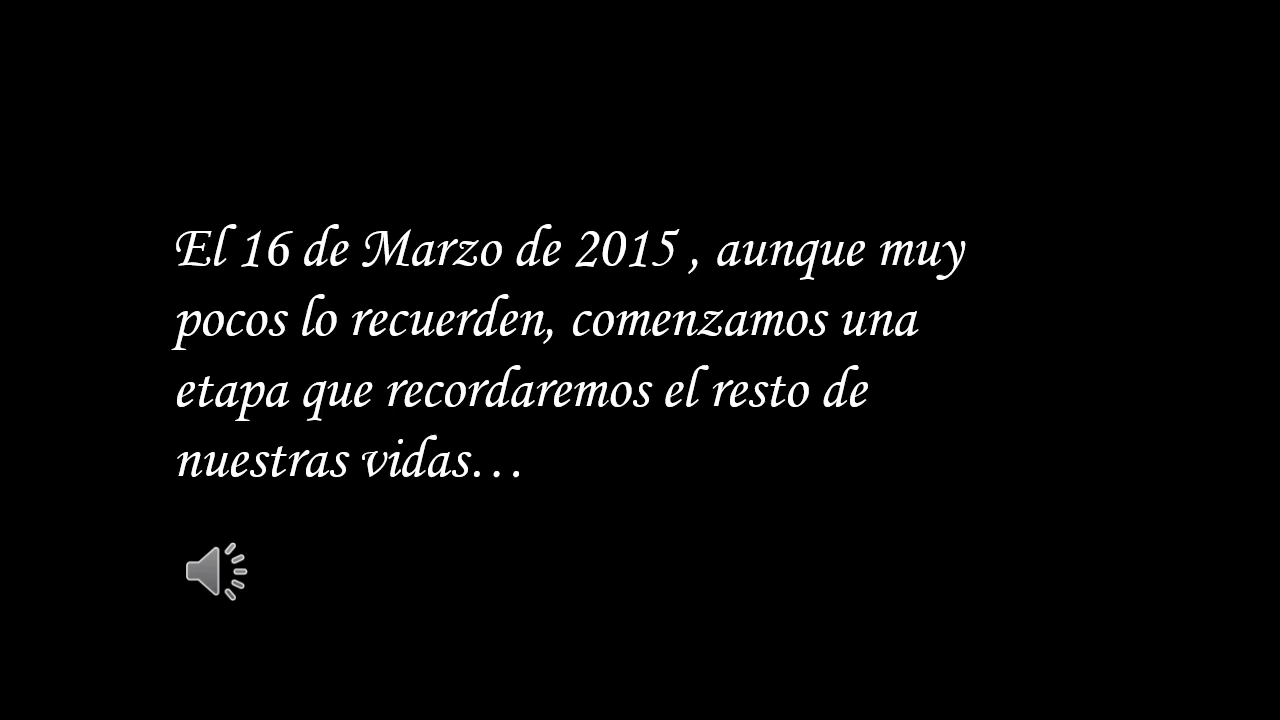 El 16 de Marzo de 2015 , aunque muy
pocos lo recuerden, comenzamos una
etapa que recordaremos el resto de
nuestras vidas…